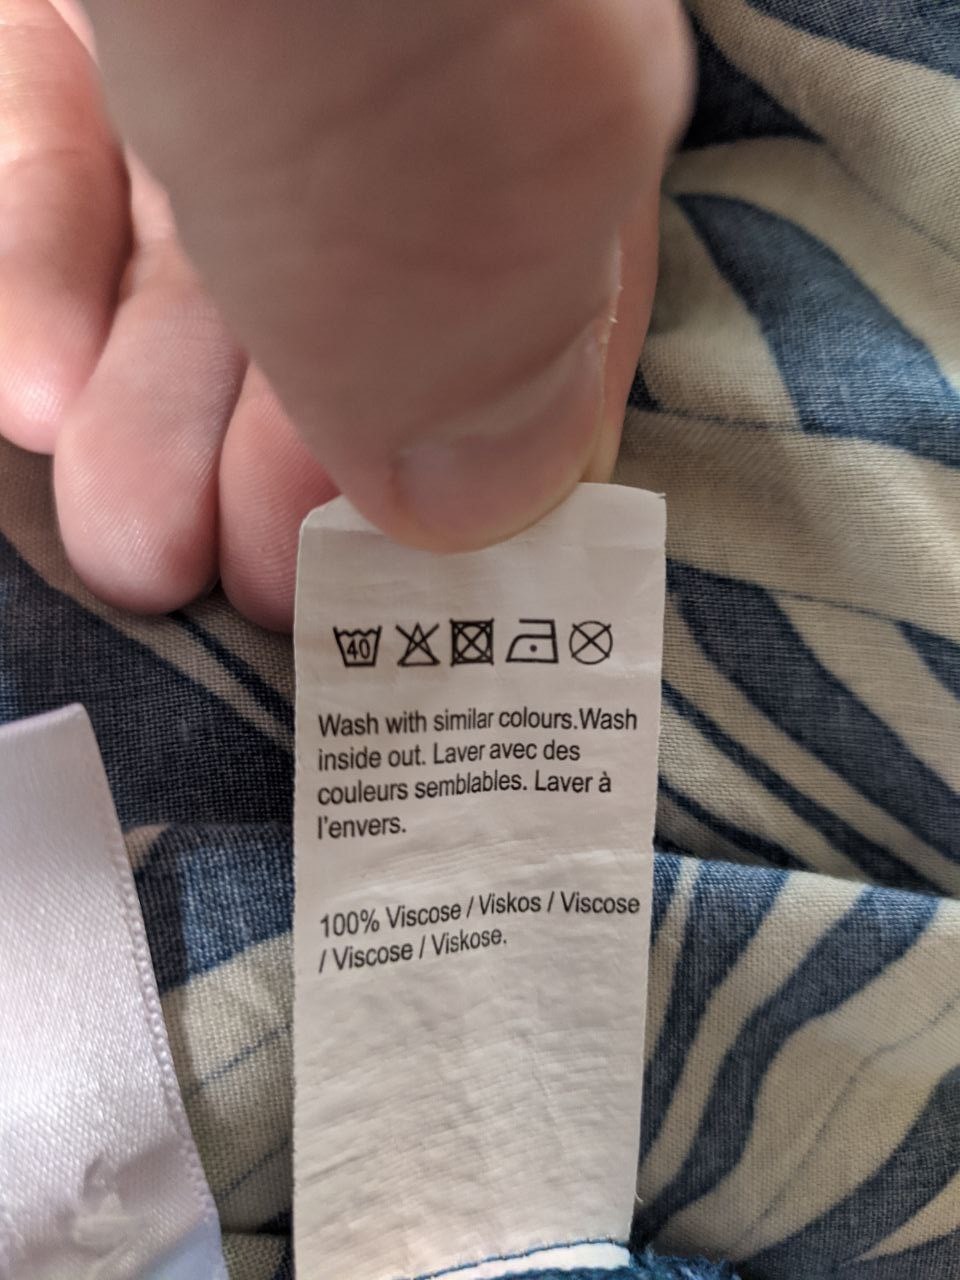 40
Wash with similar colours.Wash
inside out. Laver avec des
couleurs semblables. Laver à
l'envers.
100% Viscose / Viskos / Viscose
/ Viscose / Viskose.